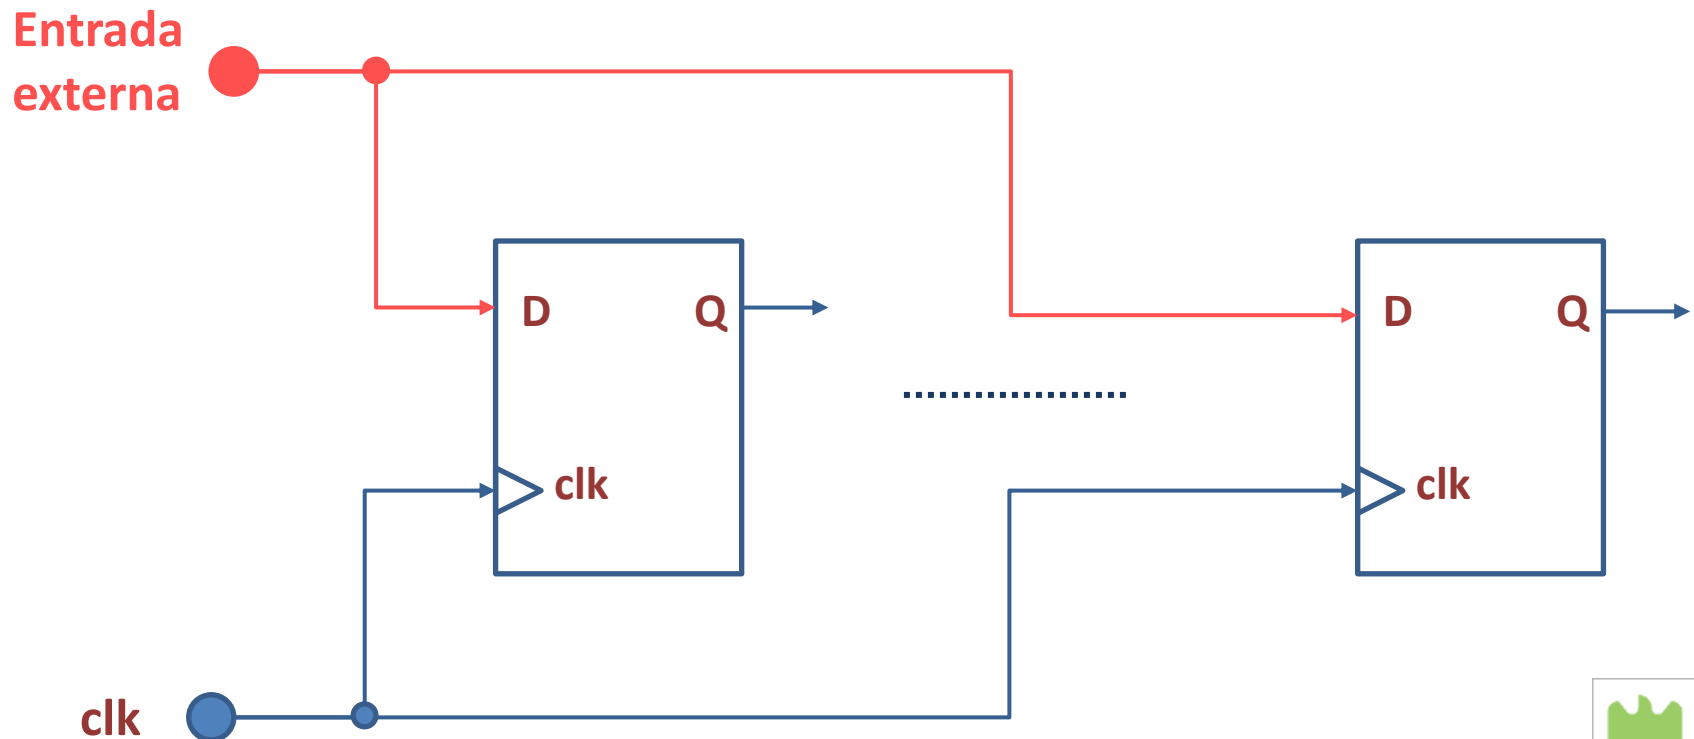 Entrada
externa
D
Q
D
Q
clk
clk
clk